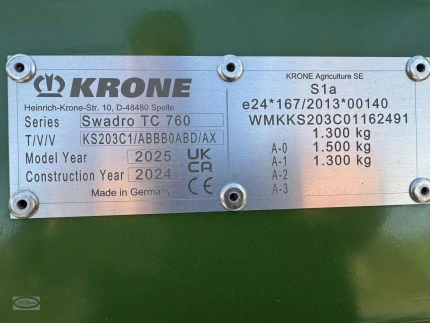 KRONE
Heinrich-Krone-Str. 10, D-48480 Spelle
Series Swadro TC 760
T/V/V KS203C1/ABBB0ABD/AX
Model Year 2025
Construction Year 2024
UK
CA
CE
Made in Germany
KRONE Agriculture SE
S1a
e24*167/2013*00140
WMKKS203C01162491
1.300 kg
A-0 1.500 kg
A-1 1.300 kg
A-2
A-3